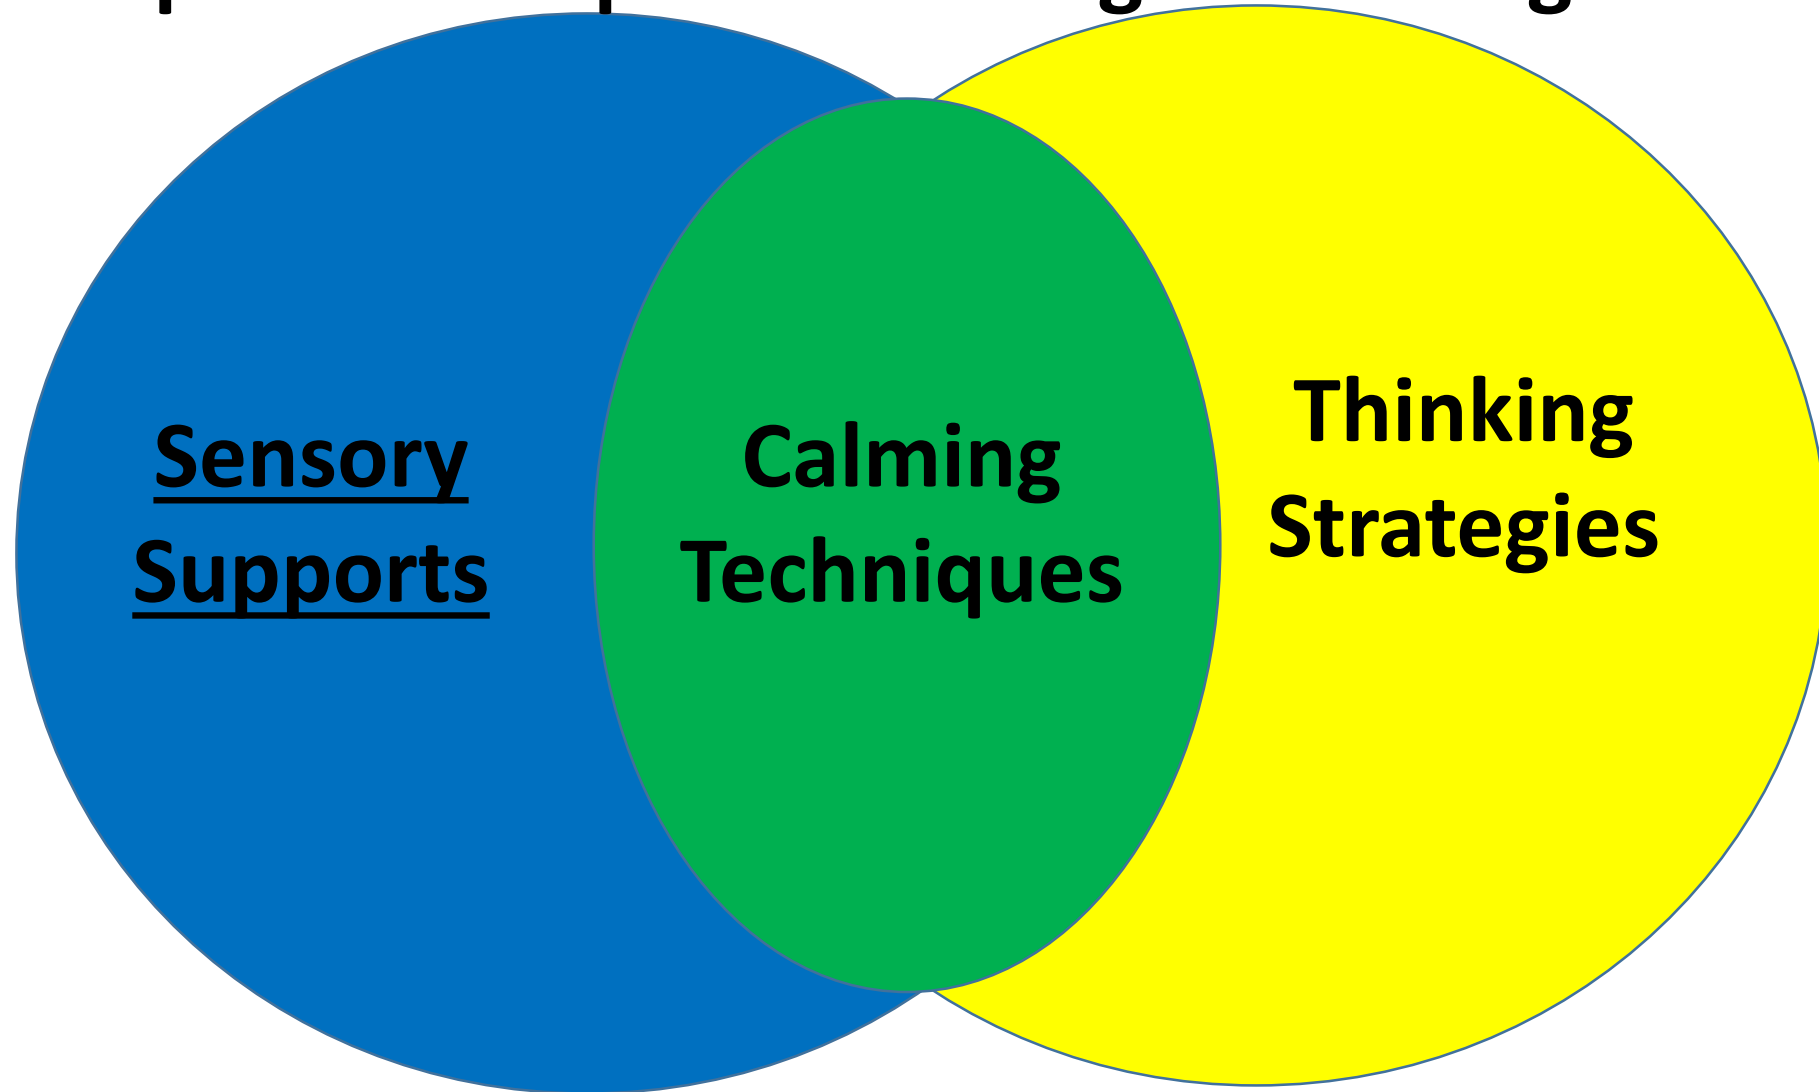 Sensory
Supports
Calming
Techniques
Thinking
Strategies